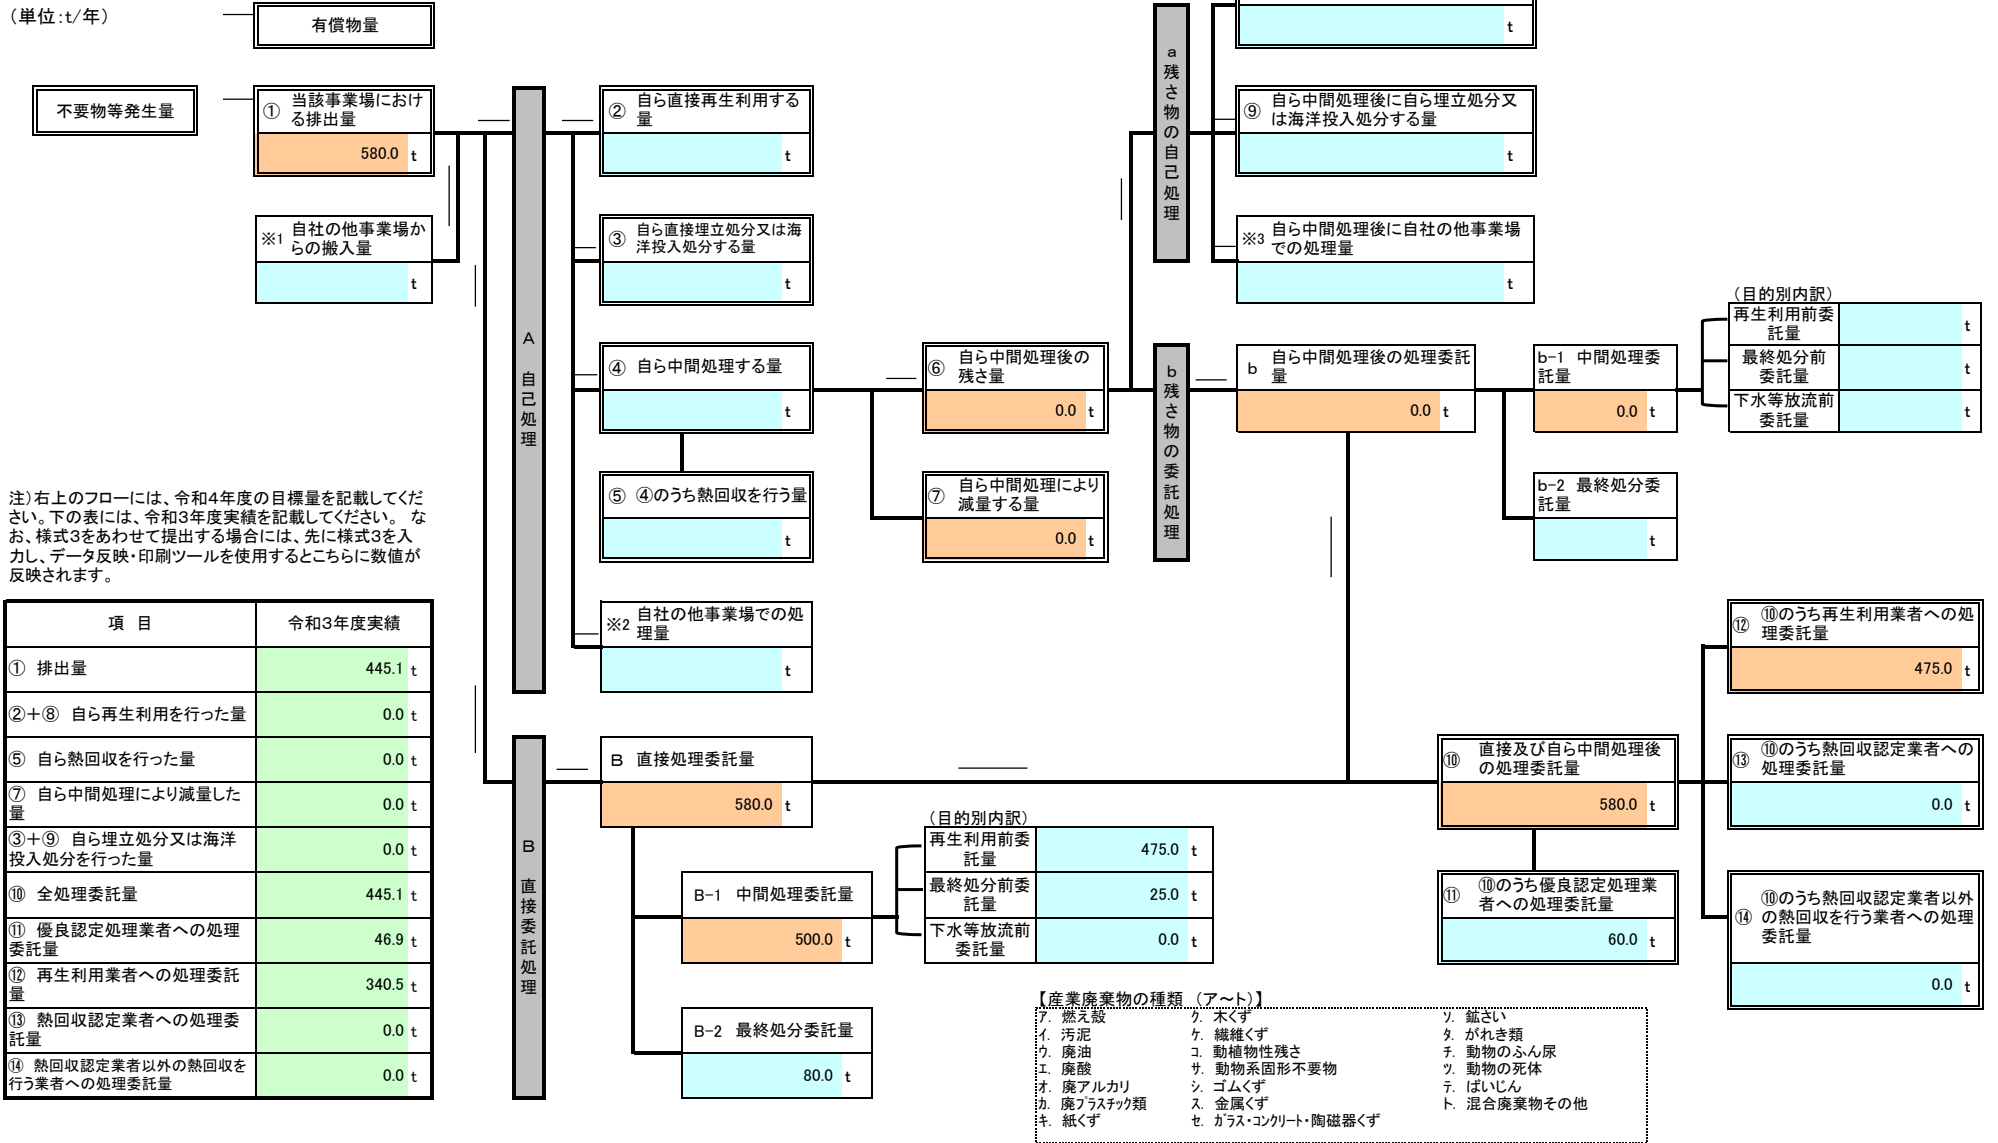 (単位:t/年)
有償物量
t
不要物等発生量
① 当該事業場におけ
る排出量
580.0 t
※1 自社の他事業場か
らの搬入量
t
A 自己処理
② 自ら直接再生利用する
量
t
③ 自ら直接埋立処分又は海
洋投入処分する量
t
④ 自ら中間処理する量
t
⑤ ④のうち熱回収を行う量
t
※2 自社の他事業場での処
理量
t
⑥ 自ら中間処理後の
残さ量
0.0 t
⑦ 自ら中間処理により
減量する量
0.0 t
a 残さ物の自己処理
⑨ 自ら中間処理後に自ら埋立処分又
は海洋投入処分する量
t
※3 自ら中間処理後に自社の他事業場
での処理量
t
b 残さ物の委託処理
b 自ら中間処理後の処理委託
量
0.0 t
b-1 中間処理委
託量
0.0 t
b-2 最終処分委
託量
t
(目的別内訳)
再生利用前委
託量
t
最終処分前
委託量
t
下水等放流前
委託量
t
注)右上のフローには、令和4年度の目標量を記載してくだ
さい。下の表には、令和3年度実績を記載してください。 な
お、様式3をあわせて提出する場合には、先に様式3を入
力し、データ反映・印刷ツールを使用するとこちらに数値が
反映されます。
項 目 令和3年度実績
① 排出量 445.1 t
②+⑧ 自ら再生利用を行った量 0.0 t
⑤ 自ら熱回収を行った量 0.0 t
⑦ 自ら中間処理により減量した
量 0.0 t
③+⑨ 自ら埋立処分又は海洋
投入処分を行った量 0.0 t
⑩ 全処理委託量 445.1 t
⑪ 優良認定処理業者への処理
委託量 46.9 t
⑫ 再生利用業者への処理委託
量 340.5 t
⑬ 熱回収認定業者への処理委
託量 0.0 t
⑭ 熱回収認定業者以外の熱回収を
行う業者への処理委託量 0.0 t
B 直接委託処理
B 直接処理委託量
580.0 t
B-1 中間処理委託量
500.0 t
B-2 最終処分委託量
80.0 t
(目的別内訳)
再生利用前委
託量
475.0 t
最終処分前委
託量
25.0 t
下水等放流前
委託量
0.0 t
⑩ 直接及び自ら中間処理後
の処理委託量
580.0 t
⑪ ⑩のうち優良認定処理業
者への処理委託量
60.0 t
⑫ ⑩のうち再生利用業者への処
理委託量
475.0 t
⑬ ⑩のうち熱回収認定業者への
処理委託量
0.0 t
⑭ ⑩のうち熱回収認定業者以外
の熱回収を行う業者への処理
委託量
0.0 t
【産業廃棄物の種類 (ア~ト)】
ア. 燃え殻 ク. 木くず ソ. 鉱さい
イ. 汚泥 ケ. 繊維くず タ. がれき類
ウ. 廃油 コ. 動植物性残さ チ. 動物のふん尿
エ. 廃酸 サ. 動物系固形不要物 ツ. 動物の死体
オ. 廃アルカリ シ. ゴムくず テ. ばいじん
カ. 廃プラスチック類 ス. 金属くず ト. 混合廃棄物その他
キ. 紙くず セ. ガラス・コンクリート・陶磁器くず